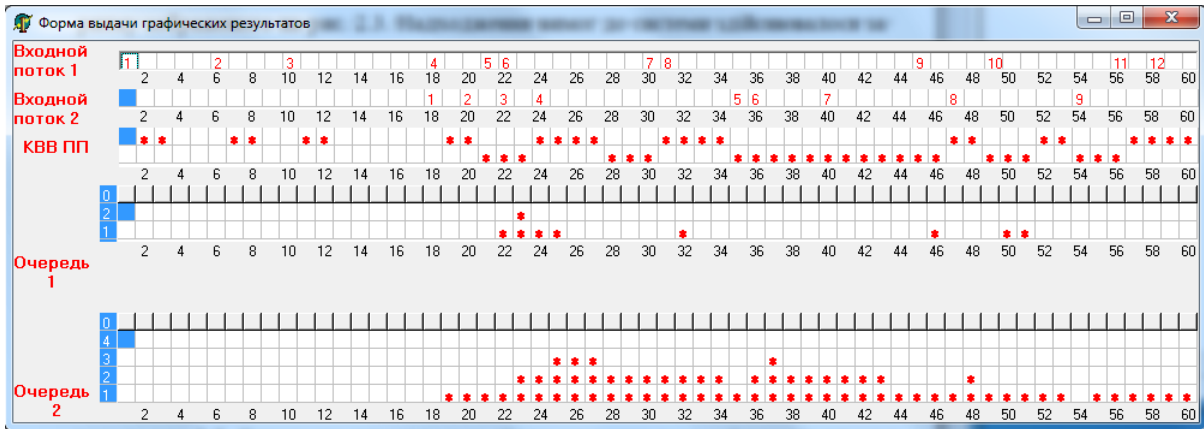 Форма выдачи графических результатов
Входной поток 1
1 2 3 4 5 6 7 8 9 10 11 12
2 4 6 8 10 12 14 16 18 20 22 24 26 28 30 32 34 36 38 40 42 44 46 48 50 52 54 56 58 60
Входной поток 2
1 2 3 4 5 6 7 8 9
2 4 6 8 10 12 14 16 18 20 22 24 26 28 30 32 34 36 38 40 42 44 46 48 50 52 54 56 58 60
КВВ ПП
2 4 6 8 10 12 14 16 18 20 22 24 26 28 30 32 34 36 38 40 42 44 46 48 50 52 54 56 58 60
0
2
1
2 4 6 8 10 12 14 16 18 20 22 24 26 28 30 32 34 36 38 40 42 44 46 48 50 52 54 56 58 60
Очередь
1
0
4
3
2
1
Очередь
2
2 4 6 8 10 12 14 16 18 20 22 24 26 28 30 32 34 36 38 40 42 44 46 48 50 52 54 56 58 60